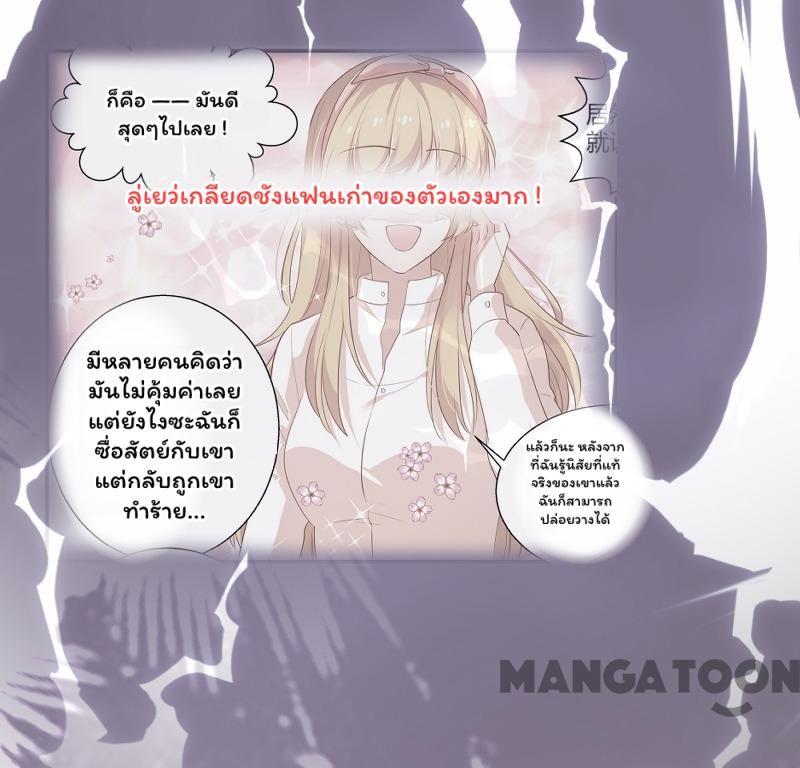 ก็คือ —— มันดี
สุดๆไปเลย !
ลู่เยว่เกลียดชังแฟนเก่าของตัวเองมาก !
มีหลายคนคิดว่า
มันไม่คุ้มค่าเลย
แต่ยังไงซะฉันก็
ซื่อสัตย์กับเขา
แต่กลับถูกเขา
ทำร้าย...
แล้วก็นะ หลังจาก
ที่ฉันรู้นิสัยที่แท้
จริงของเขาแล้ว
ฉันก็สามารถ
ปล่อยวางได้
MANGATOON